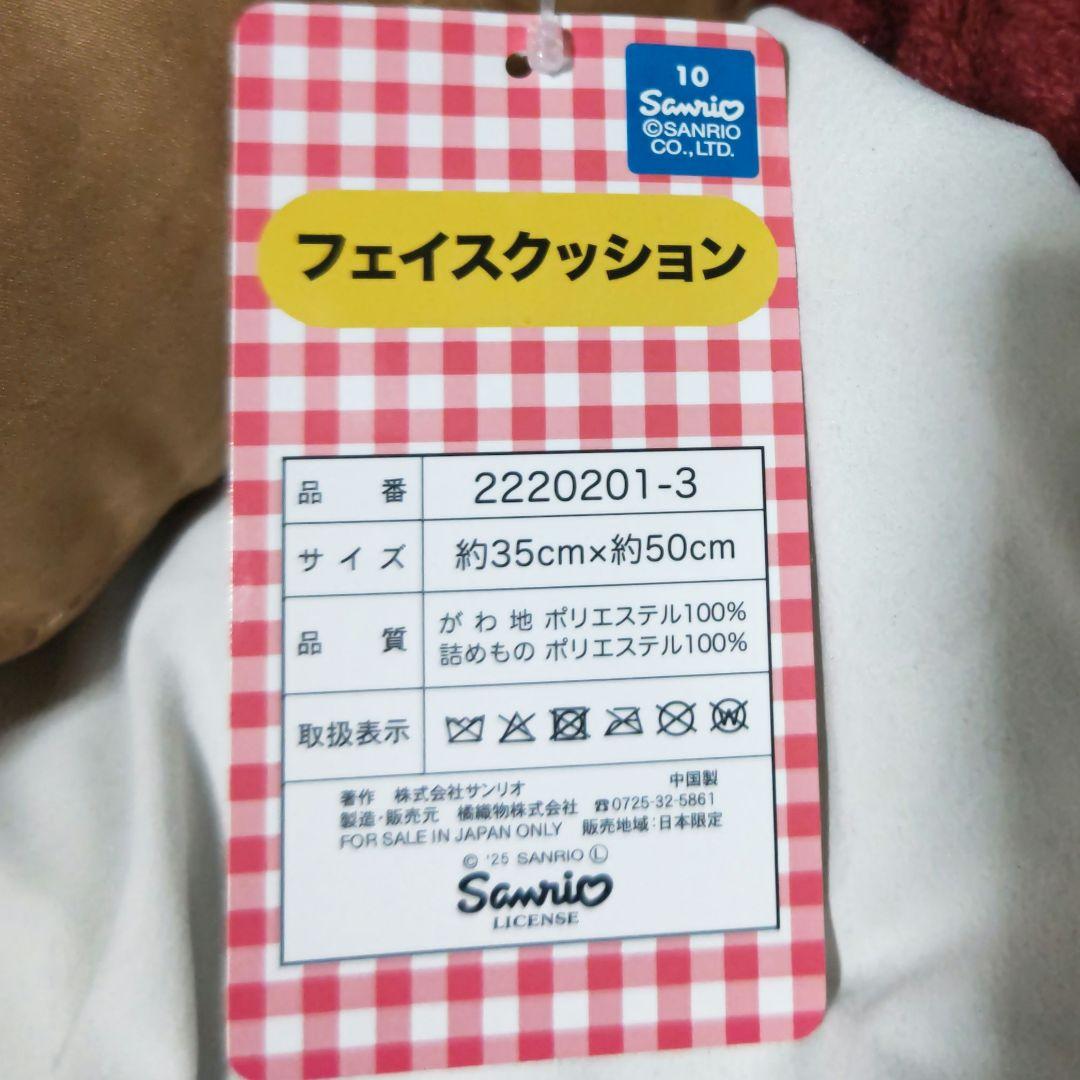 10
Sanrio
©SANRIO
CO.,LTD.
フェイスクッション
品番 2220201-3
サイズ 約35cm×約50cm
品質 がわ地 ポリエステル100%
詰めもの ポリエステル100%
取扱表示
W
著作 株式会社サンリオ 中国製
製造・販売元 橘織物株式会社 ☎0725-32-5861
FOR SALE IN JAPAN ONLY 販売地域:日本限定
© '25 SANRIO Ⓛ
Sanrio
LICENSE